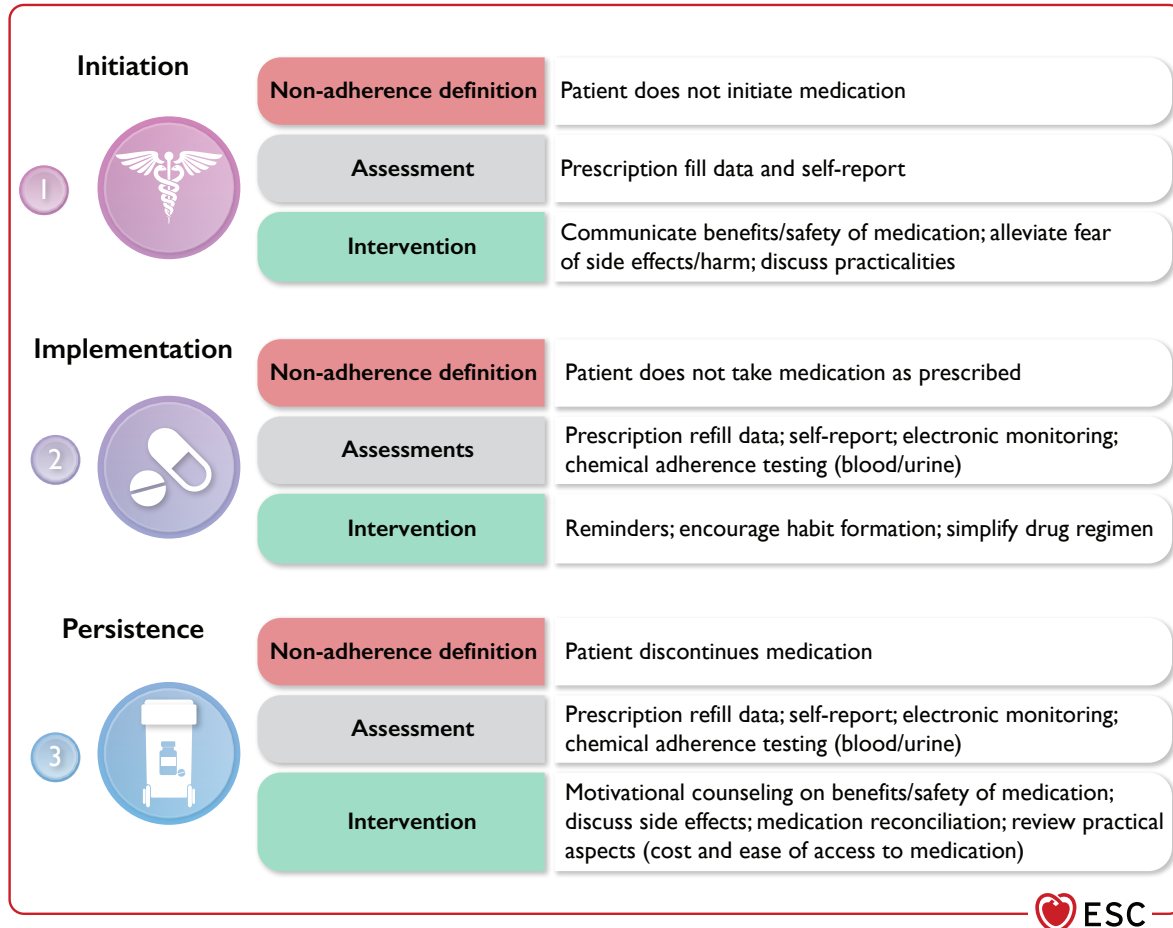 Initiation
1
Non-adherence definition
Patient does not initiate medication
Assessment
Prescription fill data and self-report
Intervention
Communicate benefits/safety of medication; alleviate fear
of side effects/harm; discuss practicalities
Implementation
2
Non-adherence definition
Patient does not take medication as prescribed
Assessments
Prescription refill data; self-report; electronic monitoring;
chemical adherence testing (blood/urine)
Intervention
Reminders; encourage habit formation; simplify drug regimen
Persistence
3
Non-adherence definition
Patient discontinues medication
Assessment
Prescription refill data; self-report; electronic monitoring;
chemical adherence testing (blood/urine)
Intervention
Motivational counseling on benefits/safety of medication;
discuss side effects; medication reconciliation; review practical
aspects (cost and ease of access to medication)
ESC